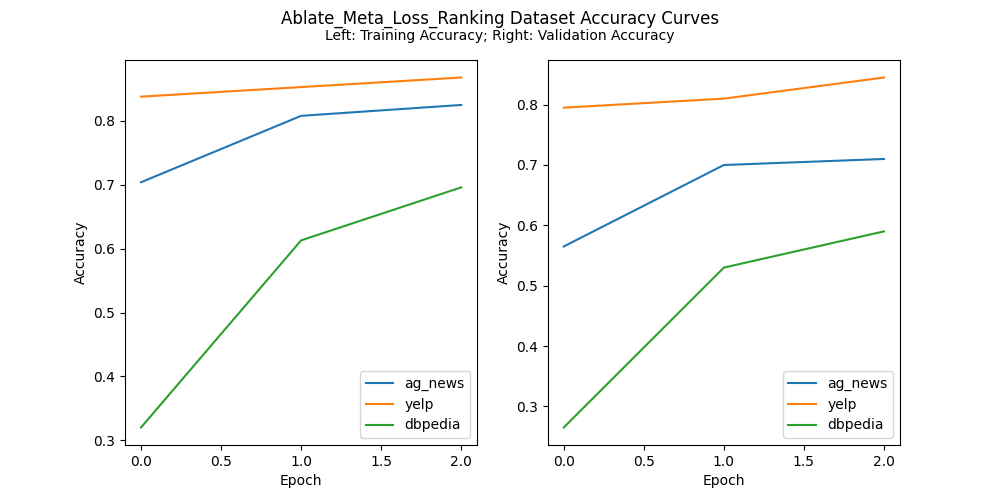 Ablate_Meta_Loss_Ranking Dataset Accuracy Curves
Left: Training Accuracy; Right: Validation Accuracy
Accuracy
0.8
0.7
0.6
0.5
0.4
0.3
0.0 0.5 1.0 1.5 2.0
Epoch
ag_news
yelp
dbpedia
Accuracy
0.8
0.7
0.6
0.5
0.4
0.3
0.0 0.5 1.0 1.5 2.0
Epoch
ag_news
yelp
dbpedia